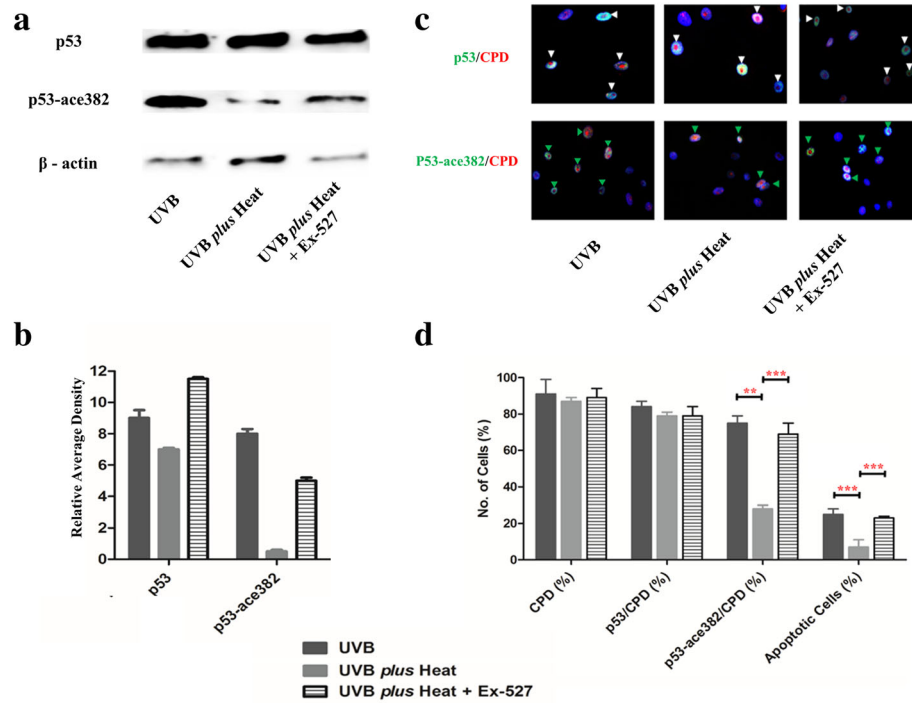 a
p53
p53-ace382
β - actin
UVB
UVB plus Heat
UVB plus Heat
+ Ex-527
c
p53/CPD
P53-ace382/CPD
UVB
UVB plus Heat
UVB plus Heat
+ Ex-527
b
Relative Average Density
12
10
8
6
4
2
0
p53
p53-ace382
d
No. of Cells (%)
100
80
60
40
20
0
**
***
***
***
CPD (%)
p53/CPD (%)
p53-ace382/CPD (%)
Apoptotic Cells (%)
UVB
UVB plus Heat
UVB plus Heat + Ex-527